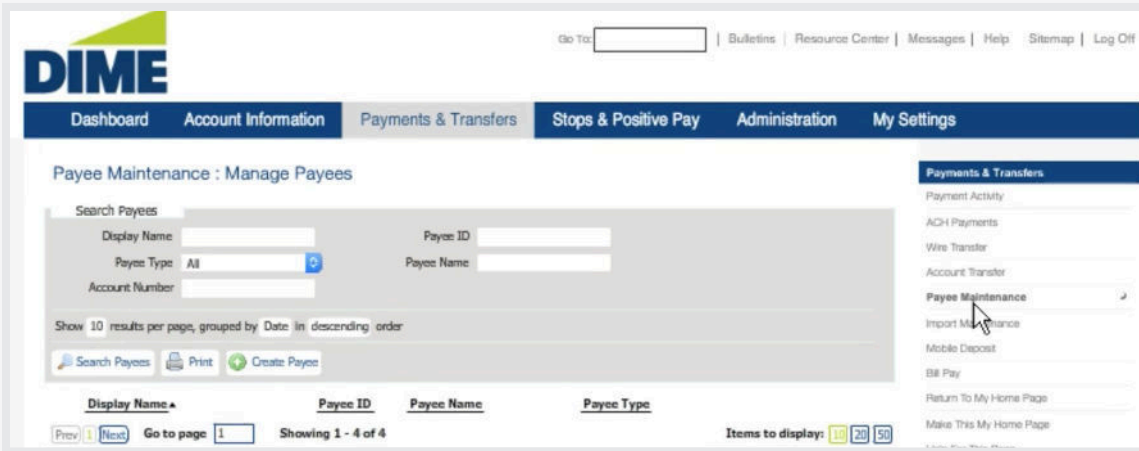 Go To: | Bulletins | Resource Center | Messages | Help Sitemap | Log Off
DIME
Dashboard Account Information Payments & Transfers Stops & Positive Pay Administration My Settings
Payee Maintenance : Manage Payees
Search Payees
Display Name Payee ID
Payee Type All Payee Name
Account Number
Show 10 results per page, grouped by Date in descending order
Search Payees Print Create Payee
Display Name Payee ID Payee Name Payee Type
Prev 1 Next Go to page 1 Showing 1 - 4 of 4 Items to display: 10 20 50
Payments & Transfers
Payment Activity
ACH Payments
Wire Transfer
Account Transfer
Payee Maintenance
Import
Mobile Deposit
Bill Pay
Return To My Home Page
Make This My Home Page